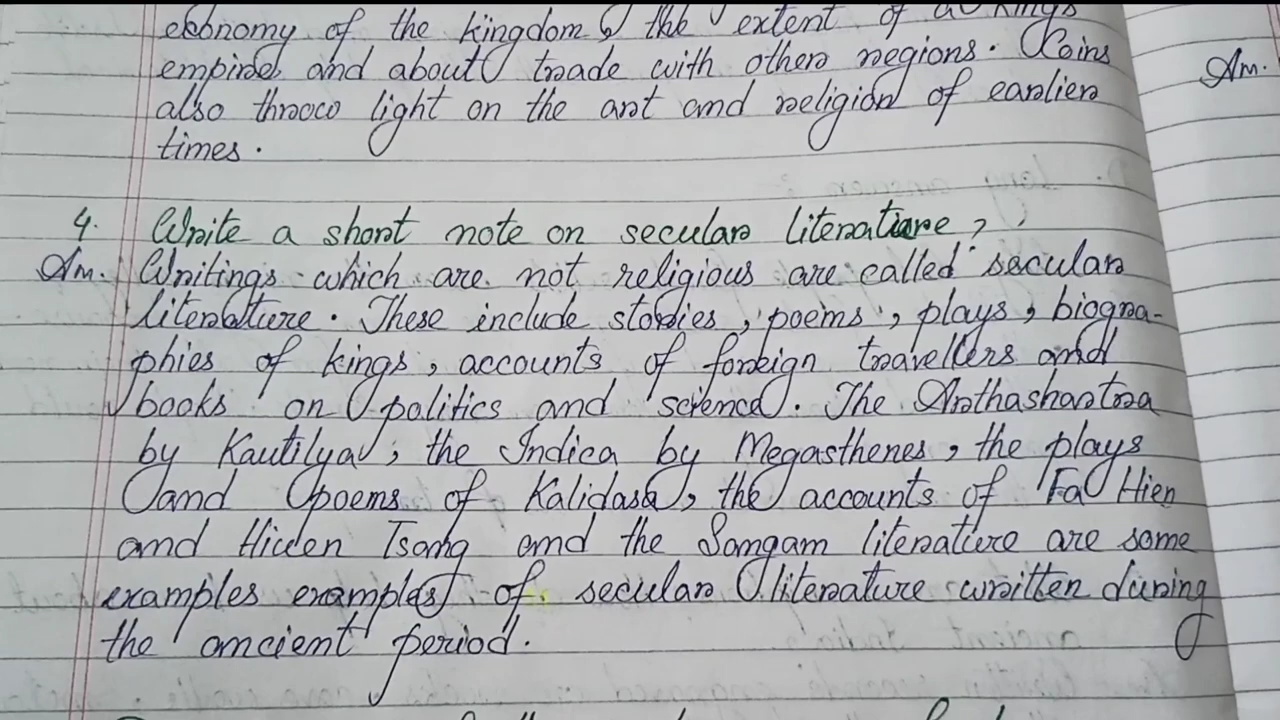 ekonomy of the kingdom, the extent of a kings
empire, and about trade with other regions. Coins
Am.
also throw light on the art and religion of earlier
times.
4. Write a short note on secular literature?
Am. Writings which are not religious are called secular
literature. These include stories, poems, plays, biogra-
phies of kings, accounts of foreign travellers and
books on politics and science. The Arthashastra
by Kautilya, the Indica by Megasthenes, the plays
and poems of Kalidasa, the accounts of Fa Hien
and Hiuen Tsang and the Sangam literature are some
examples examples of secular literature written during
the ancient period.